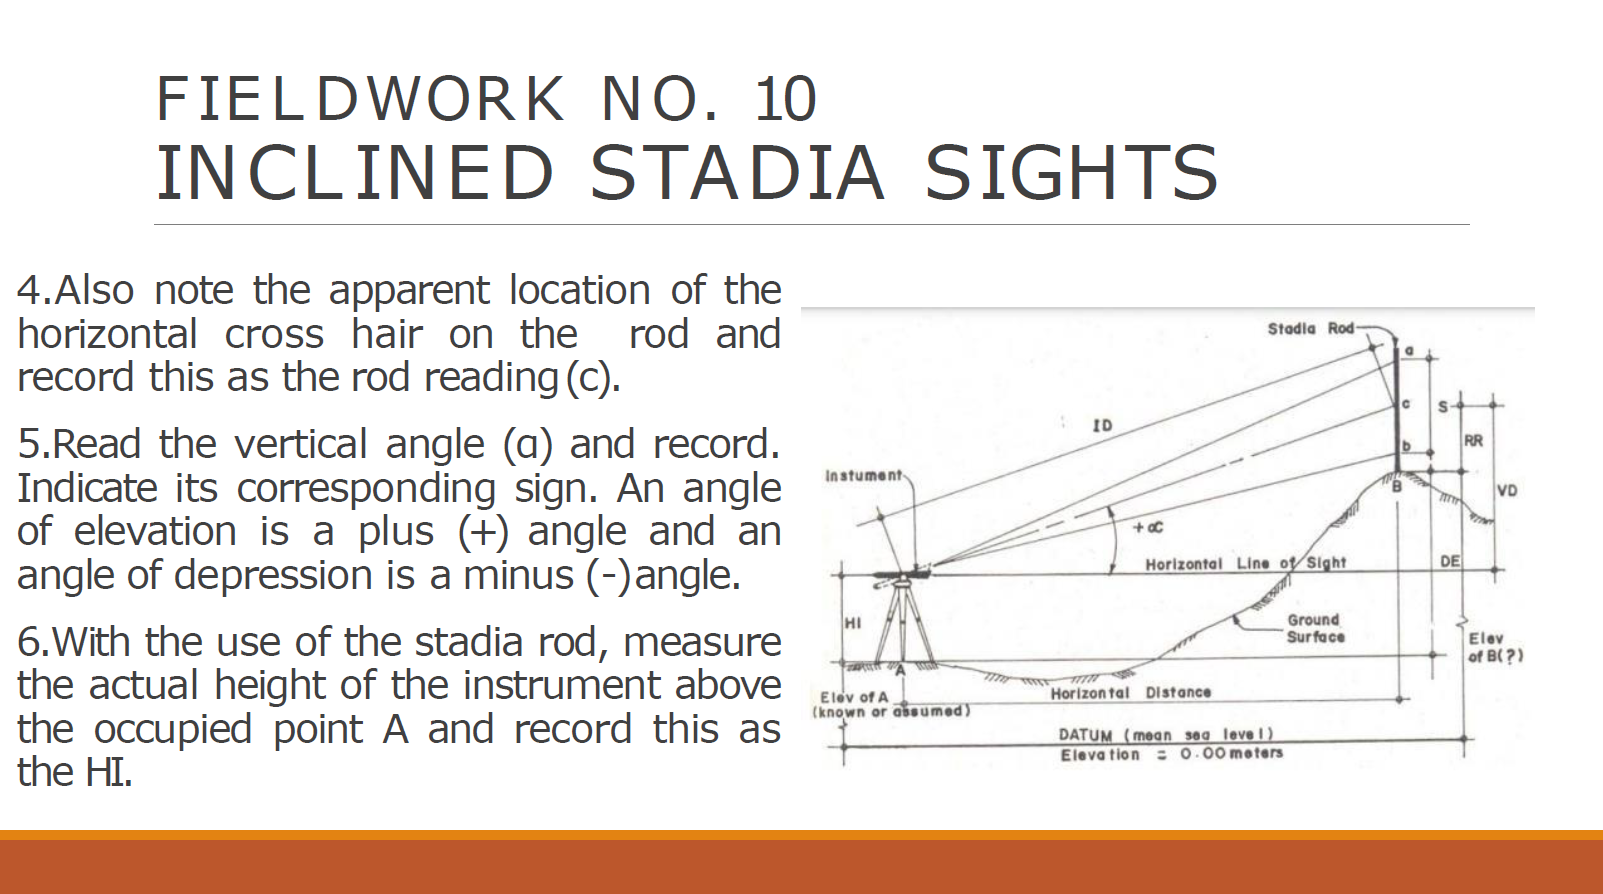 FIELDWORK NO. 10
INCLINED STADIA SIGHTS
4.Also note the apparent location of the
horizontal cross hair on the rod and
record this as the rod reading (c).
5.Read the vertical angle (ɑ) and record.
Indicate its corresponding sign. An angle
of elevation is a plus (+) angle and an
angle of depression is a minus (-)angle.
6.With the use of the stadia rod, measure
the actual height of the instrument above
the occupied point A and record this as
the HI.
Stadia Rod
a
c
S
ID
b
RR
Instument
B
VD
+α
Horizontal Line of Sight
DE
HI
Ground
Surface
Elev
of B(?)
A
Elev of A
(known or assumed)
Horizontal Distance
DATUM (mean sea level)
Elevation = 0.00 meters